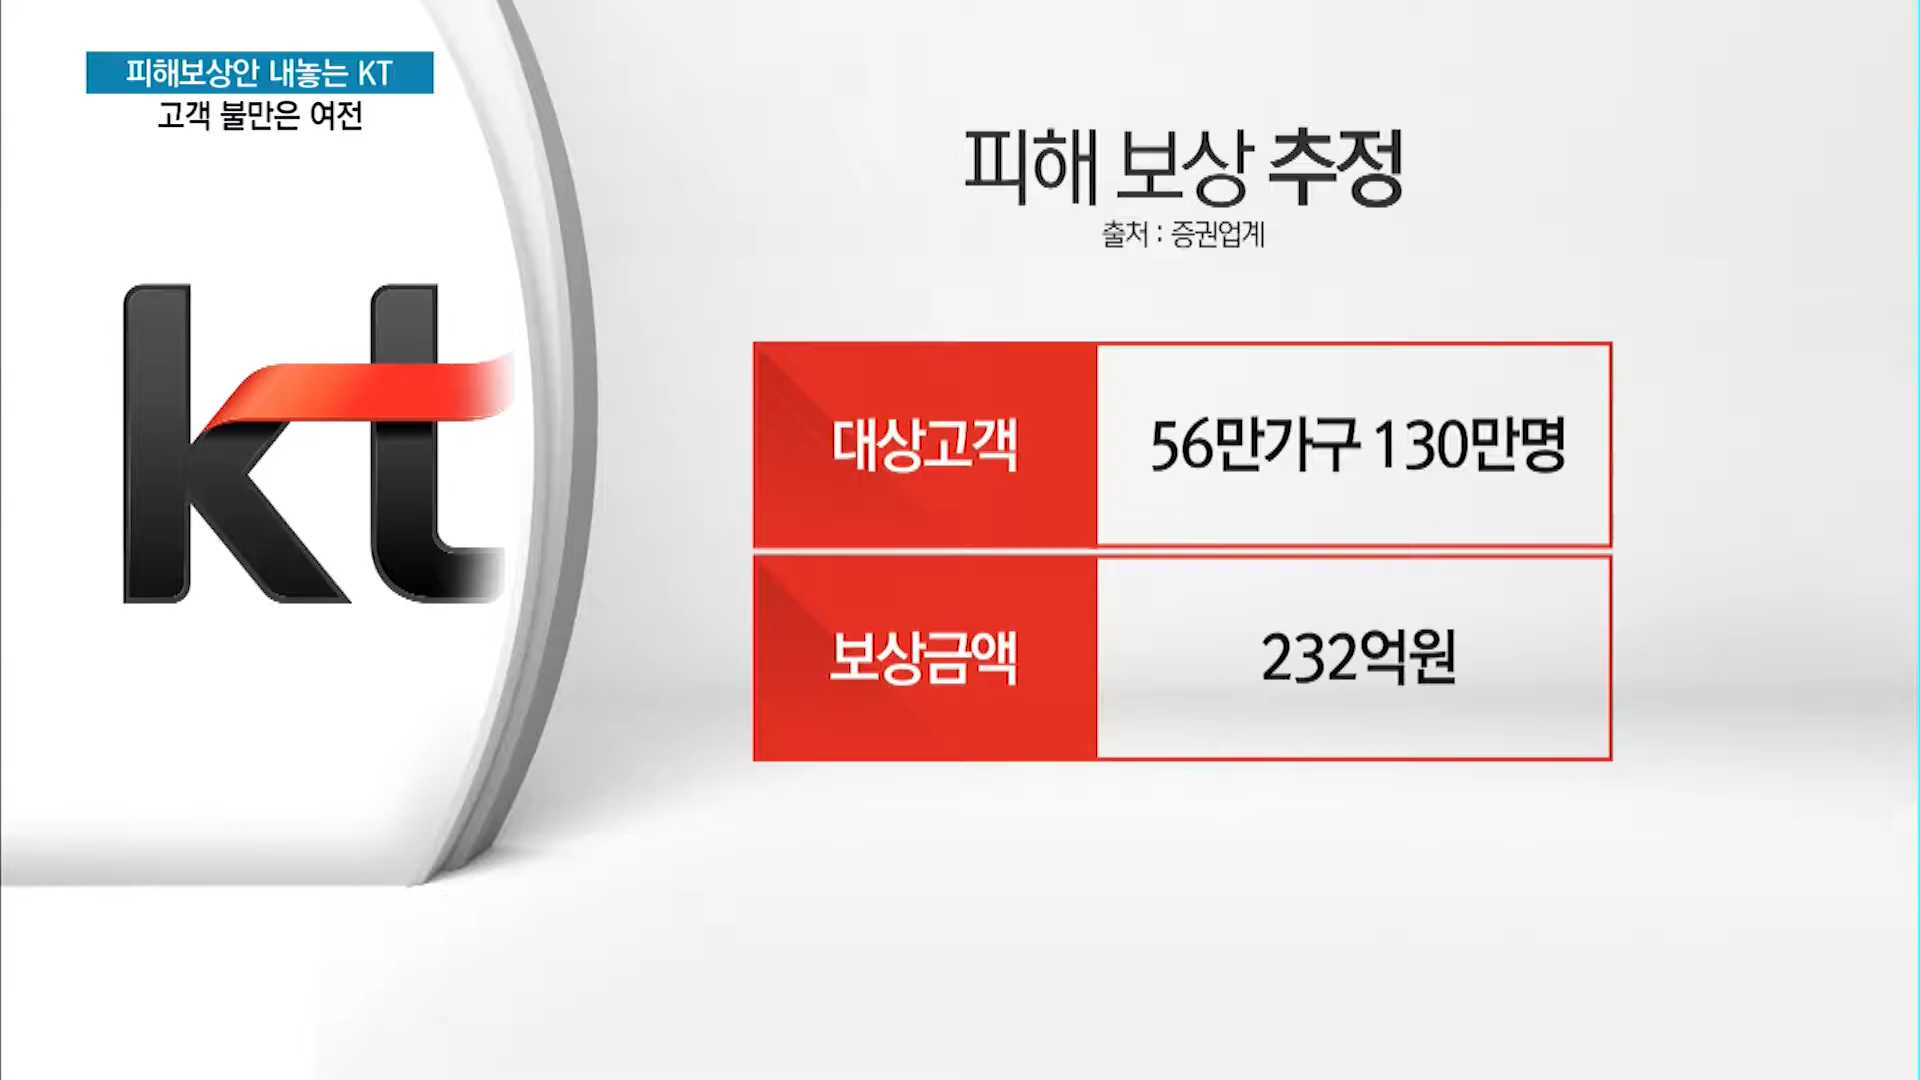 피해보상안 내놓는 KT
고객 불만은 여전
kt
피해 보상 추정
출처 : 증권업계
대상고객 56만가구 130만명
보상금액 232억원